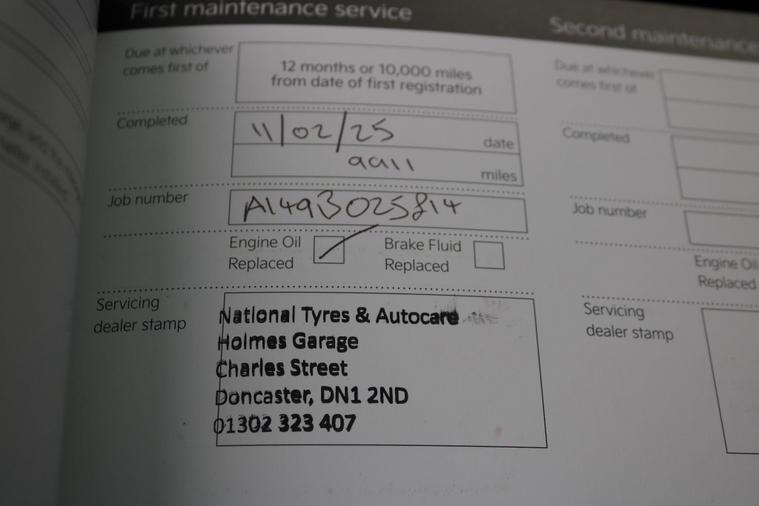 First maintenance service
Due at whichever comes first of
12 months or 10,000 miles
from date of first registration
Completed
11/02/25 date
9911 miles
Job number
A149B025814
Engine Oil Replaced
Brake Fluid Replaced
Servicing dealer stamp
National Tyres & Autocare
Holmes Garage
Charles Street
Doncaster, DN1 2ND
01302 323 407
Second maintenance
Due at whichever comes first of
Completed
Job number
Engine Oil
Replaced
Servicing dealer stamp